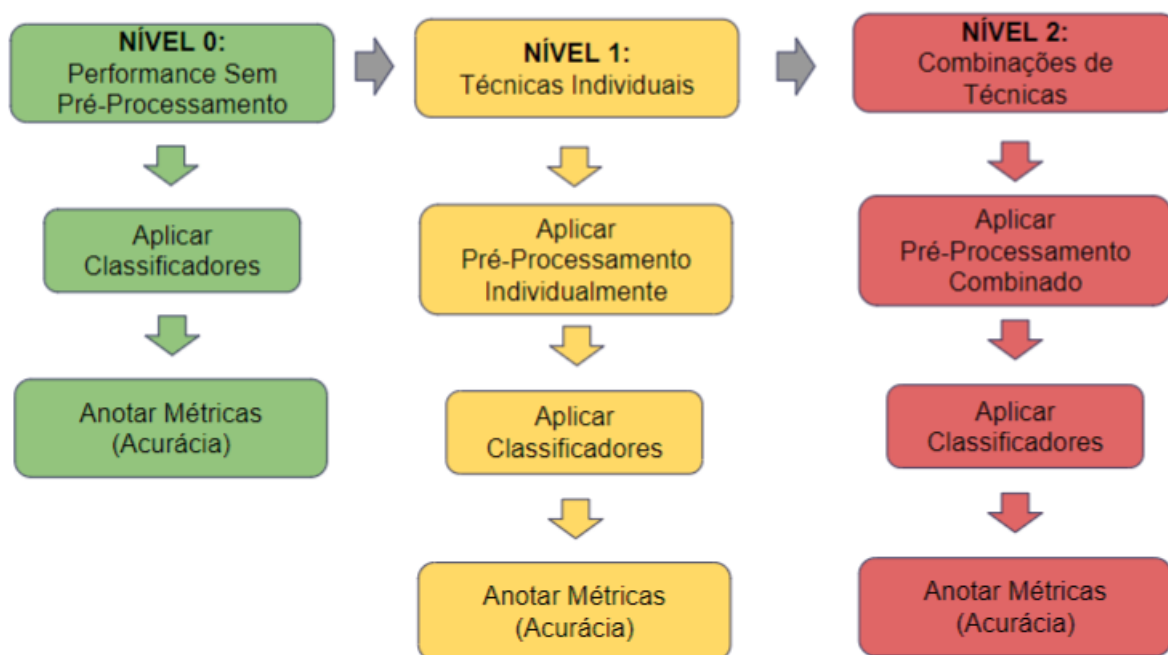 NÍVEL 0:
Performance Sem
Pré-Processamento
Aplicar
Classificadores
Anotar Métricas
(Acurácia)
NÍVEL 1:
Técnicas Individuais
Aplicar
Pré-Processamento
Individualmente
Aplicar
Classificadores
Anotar Métricas
(Acurácia)
NÍVEL 2:
Combinações de
Técnicas
Aplicar
Pré-Processamento
Combinado
Aplicar
Classificadores
Anotar Métricas
(Acurácia)